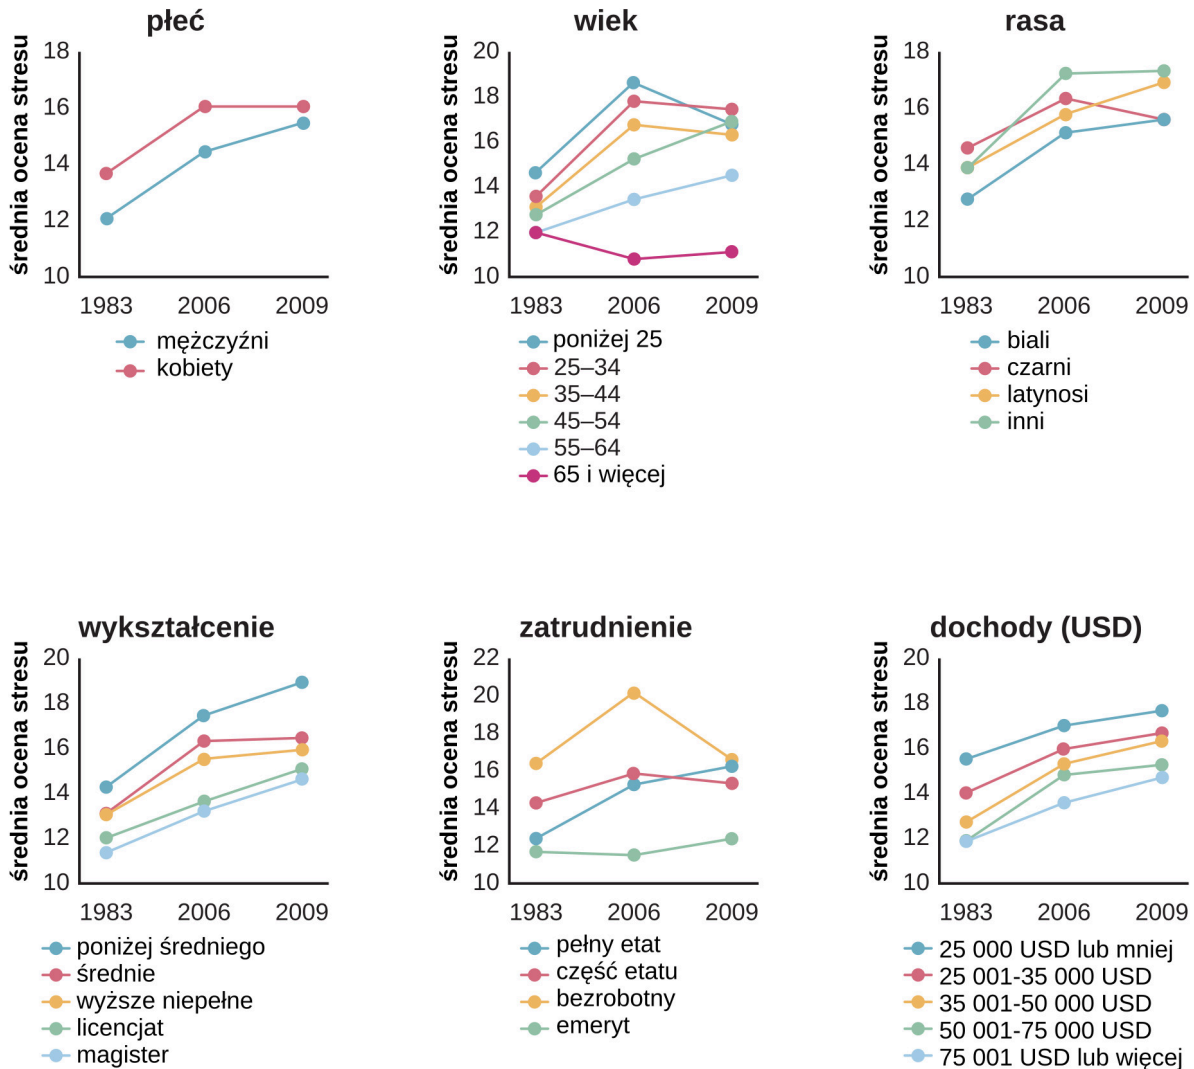 płeć
średnia ocena stresu
18
16
14
12
10
1983 2006 2009
mężczyźni
kobiety
wiek
średnia ocena stresu
20
18
16
14
12
10
1983 2006 2009
poniżej 25
25–34
35–44
45–54
55–64
65 i więcej
rasa
średnia ocena stresu
18
16
14
12
10
1983 2006 2009
biali
czarni
latynosi
inni
wykształcenie
średnia ocena stresu
20
18
16
14
12
10
1983 2006 2009
poniżej średniego
średnie
wyższe niepełne
licencjat
magister
zatrudnienie
średnia ocena stresu
22
20
18
16
14
12
10
1983 2006 2009
pełny etat
część etatu
bezrobotny
emeryt
dochody (USD)
średnia ocena stresu
20
18
16
14
12
10
1983 2006 2009
25 000 USD lub mniej
25 001-35 000 USD
35 001-50 000 USD
50 001-75 000 USD
75 001 USD lub więcej